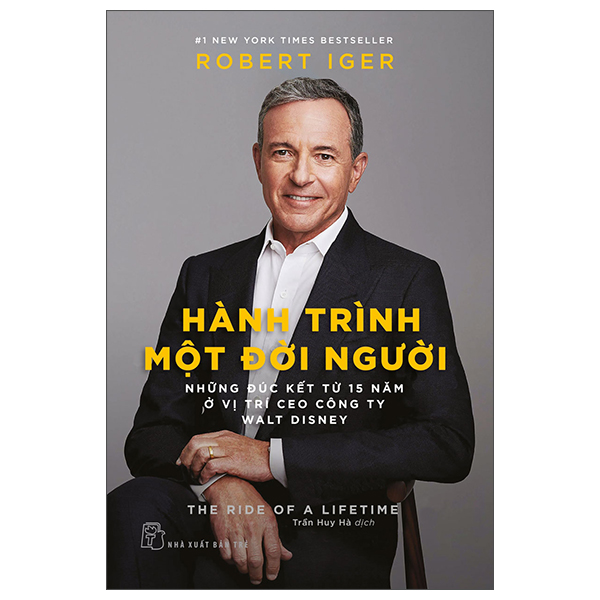 #1 NEW YORK TIMES BESTSELLER
ROBERT IGER
HÀNH TRÌNH
MỘT ĐỜI NGƯỜI
NHỮNG ĐÚC KẾT TỪ 15 NĂM
Ở VỊ TRÍ CEO CÔNG TY
WALT DISNEY
THE RIDE OF A LIFETIME
Trần Huy Hà dịch
NHÀ XUẤT BẢN TRẺ